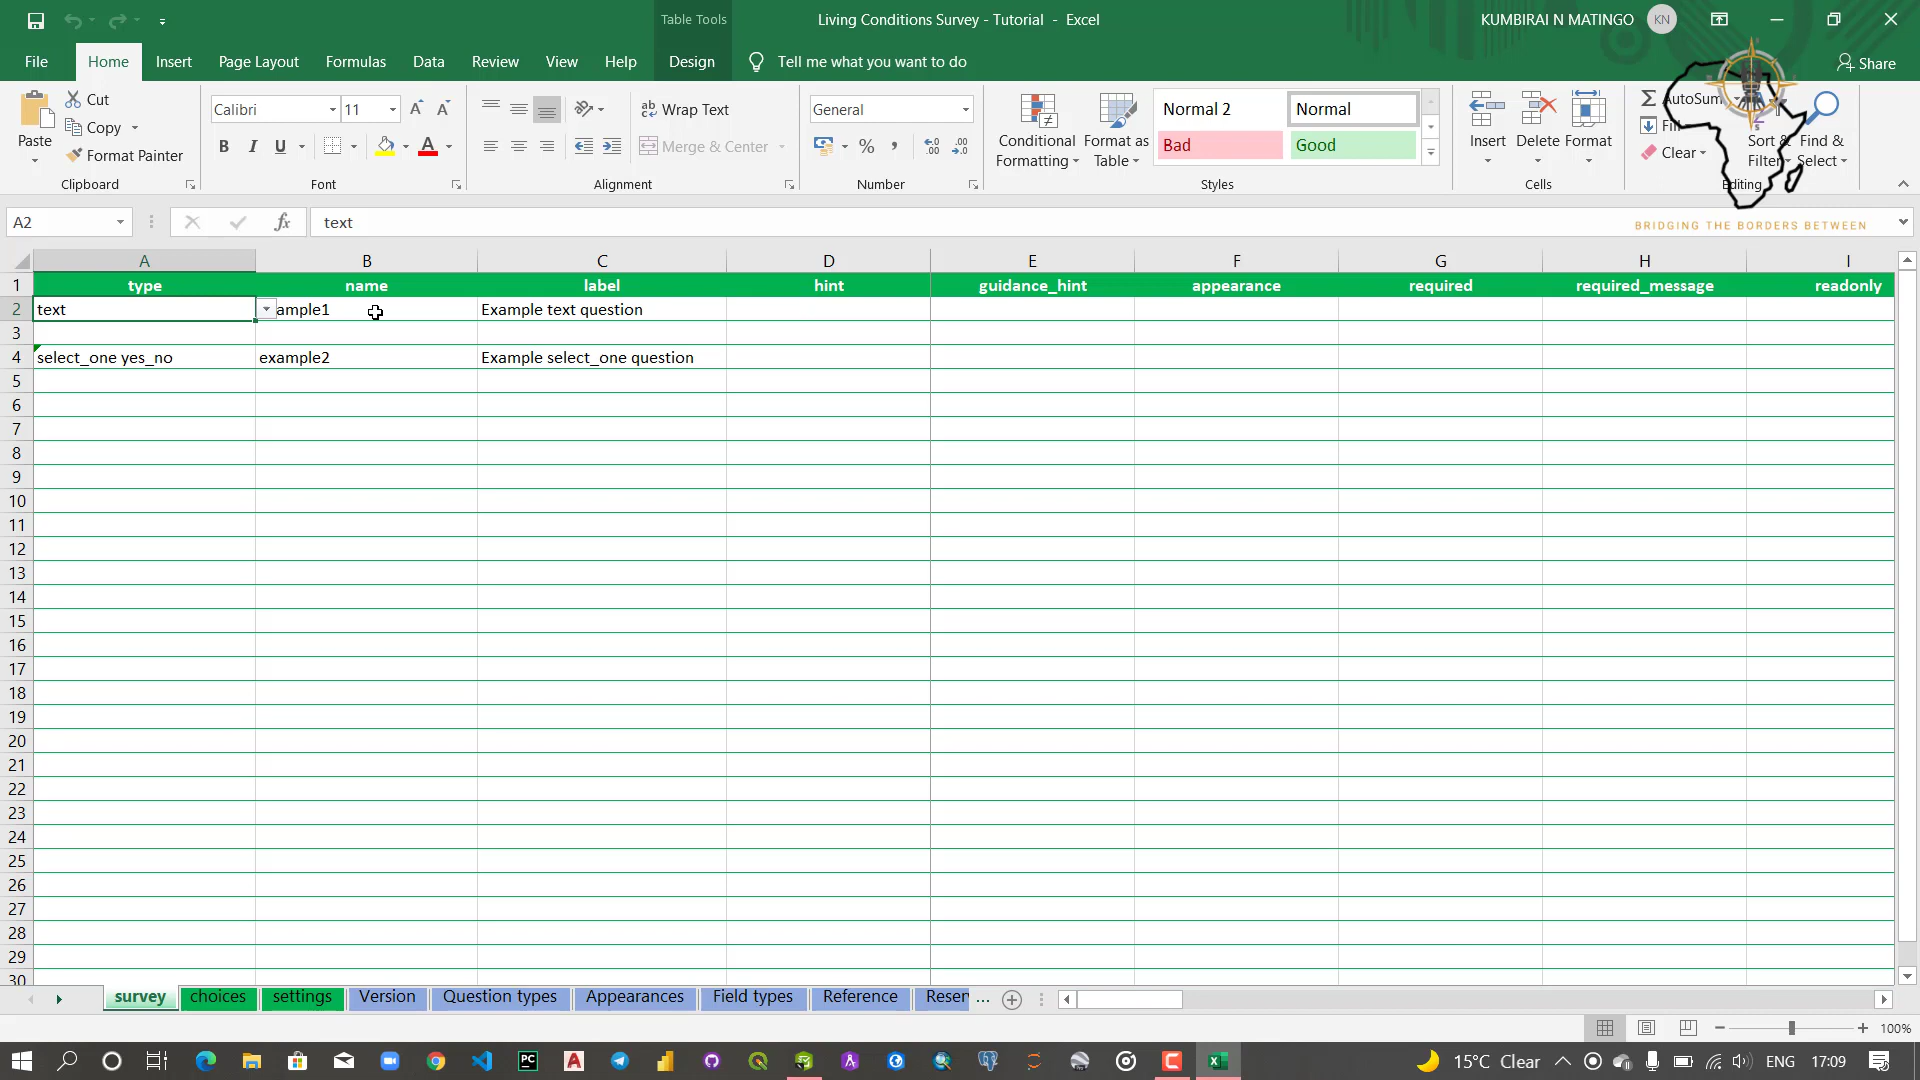 Table Tools
Living Conditions Survey - Tutorial - Excel
KUMBIRAI N MATINGO
KN
File Home Insert Page Layout Formulas Data Review View Help Design Tell me what you want to do
Share
Paste
Cut
Copy
Format Painter
Clipboard
Calibri 11
B I U A
Font
Wrap Text
Merge & Center
Alignment
General
Number
Conditional Formatting
Format as Table
Normal 2 Normal
Bad Good
Styles
Insert Delete Format
Cells
AutoSum
Fill
Clear
Sort & Filter
Find & Select
Editing
A2 fx text
BRIDGING THE BORDERS BETWEEN
A B C D E F G H I
1 type name label hint guidance_hint appearance required required_message readonly
2 text ample1 Example text question
3
4 select_one yes_no example2 Example select_one question
5
6
7
8
9
10
11
12
13
14
15
16
17
18
19
20
21
22
23
24
25
26
27
28
29
30
survey choices settings Version Question types Appearances Field types Reference Reser ...
100%
15°C Clear ENG 17:09